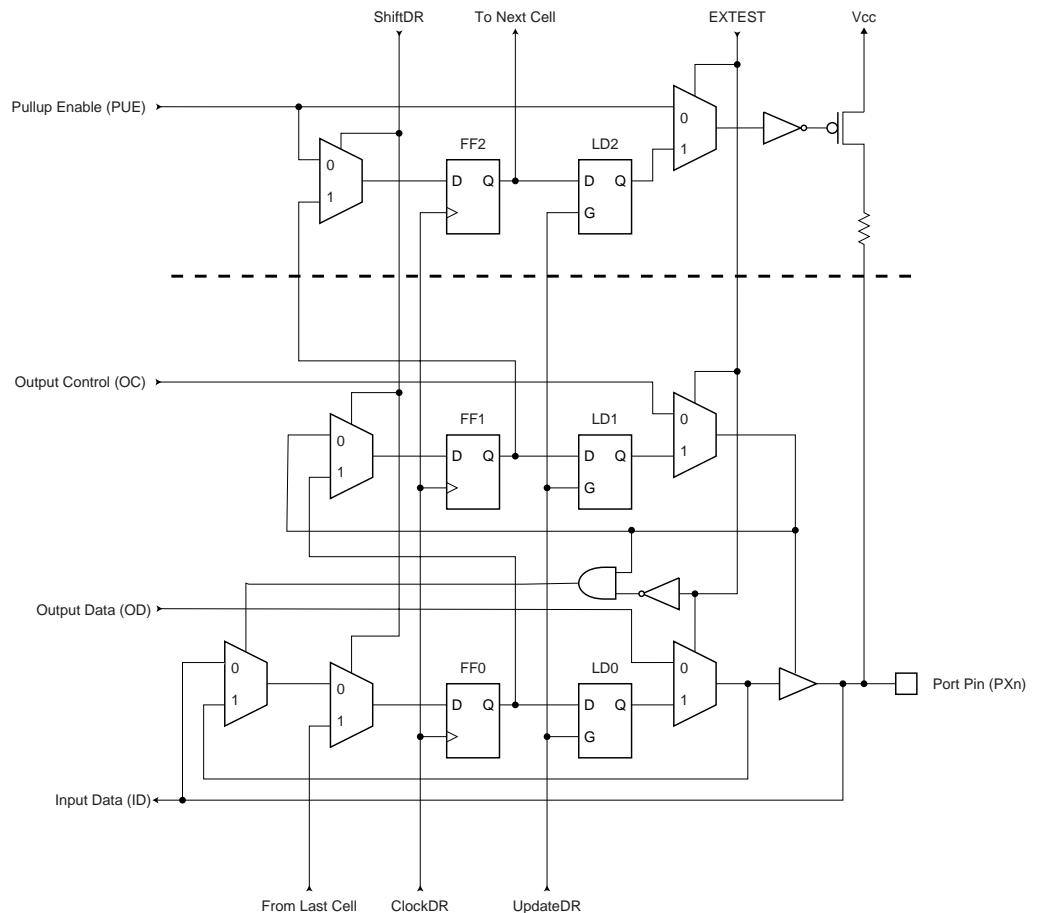 ShiftDR To Next Cell EXTEST Vcc
Pullup Enable (PUE)
0
1
FF2
D Q
LD2
D Q
G
0
1
Output Control (OC)
0
1
FF1
D Q
LD1
D Q
G
0
1
Output Data (OD)
0
1
0
1
FF0
D Q
LD0
D Q
G
0
1
Port Pin (PXn)
Input Data (ID)
From Last Cell ClockDR UpdateDR